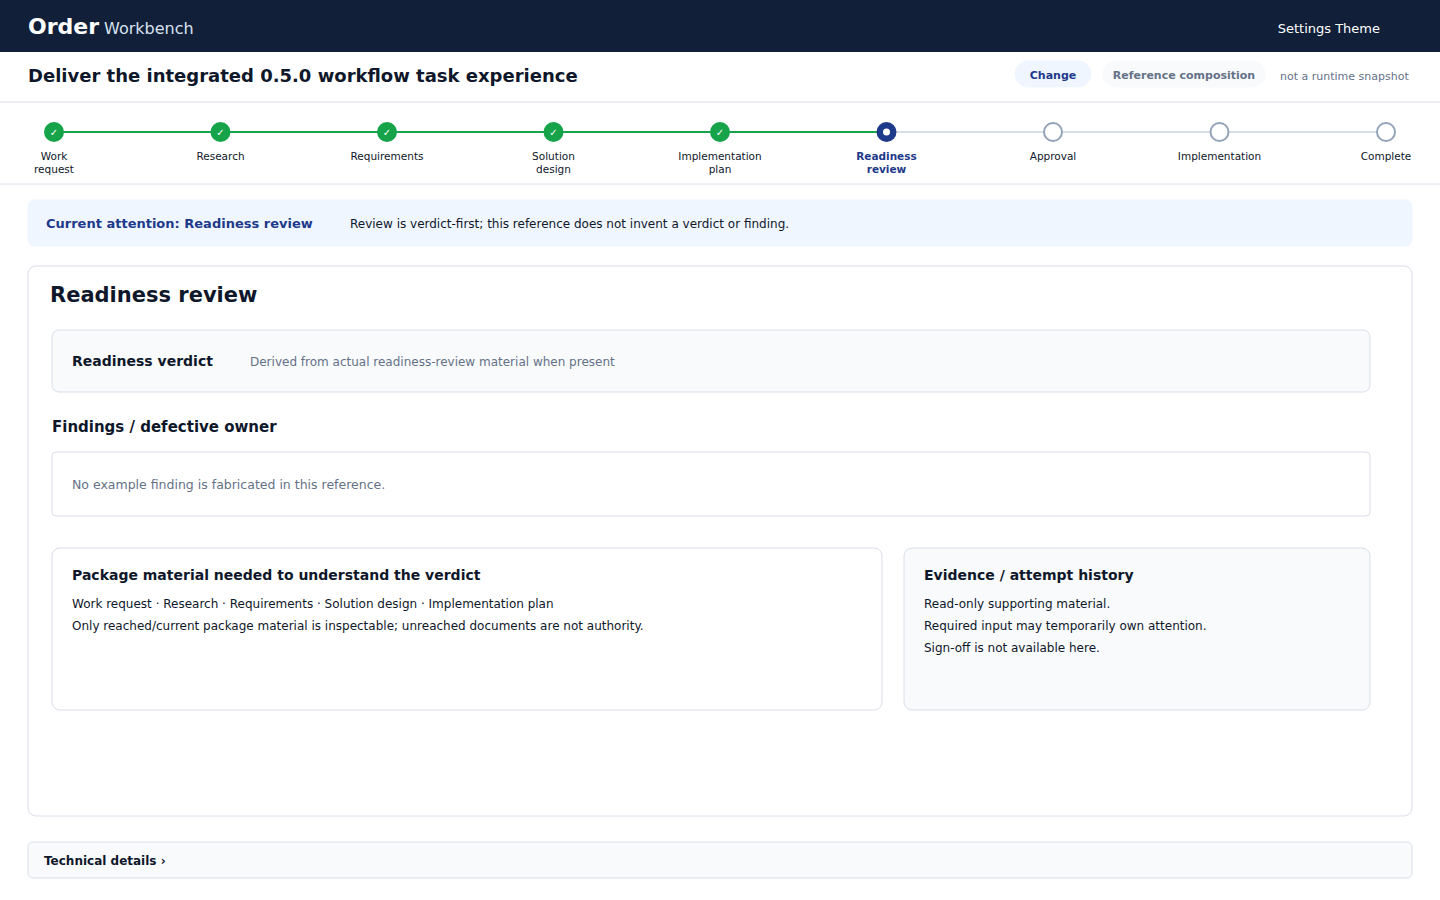 Order Workbench
Settings Theme
Deliver the integrated 0.5.0 workflow task experience
Change
Reference composition
not a runtime snapshot
✓
✓
✓
✓
✓
Work
request
Research
Requirements
Solution
design
Implementation
plan
Readiness
review
Approval
Implementation
Complete
Current attention: Readiness review
Review is verdict-first; this reference does not invent a verdict or finding.
Readiness review
Readiness verdict
Derived from actual readiness-review material when present
Findings / defective owner
No example finding is fabricated in this reference.
Package material needed to understand the verdict
Work request · Research · Requirements · Solution design · Implementation plan
Only reached/current package material is inspectable; unreached documents are not authority.
Evidence / attempt history
Read-only supporting material.
Required input may temporarily own attention.
Sign-off is not available here.
Technical details ›